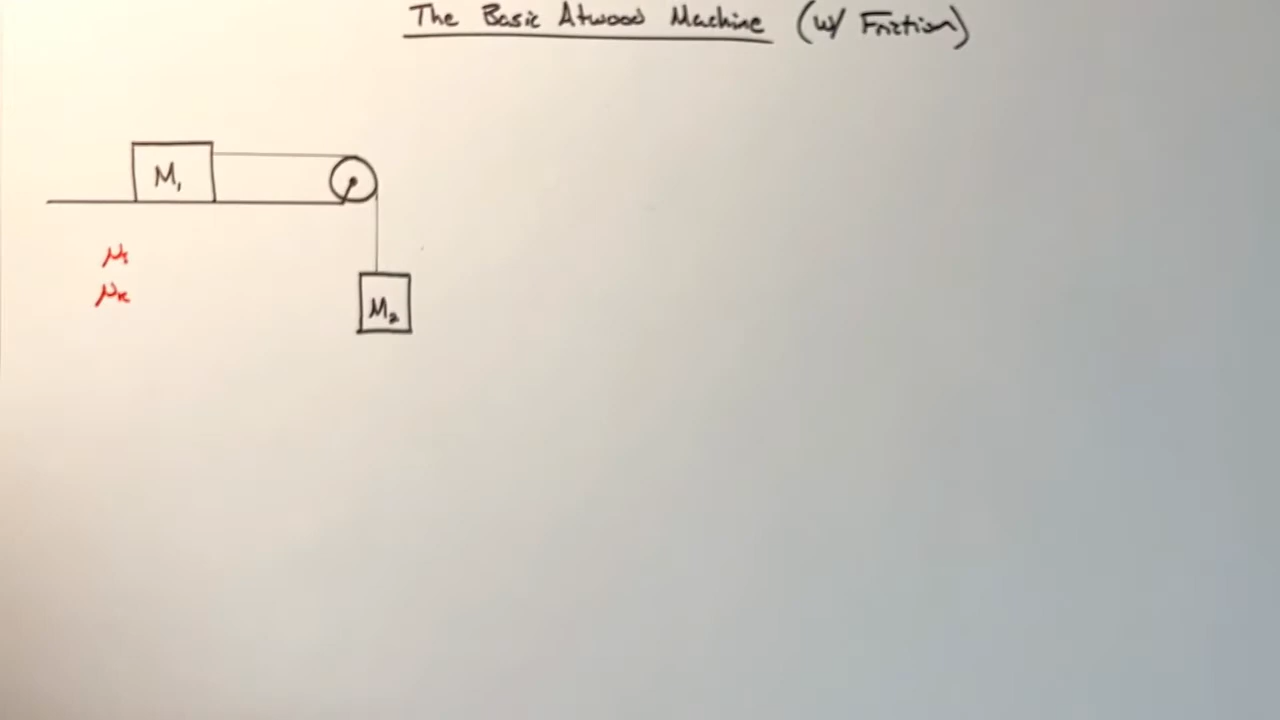 The Basic Atwood Machine (w/ Friction)
M₁
μₛ
μₖ
M₂